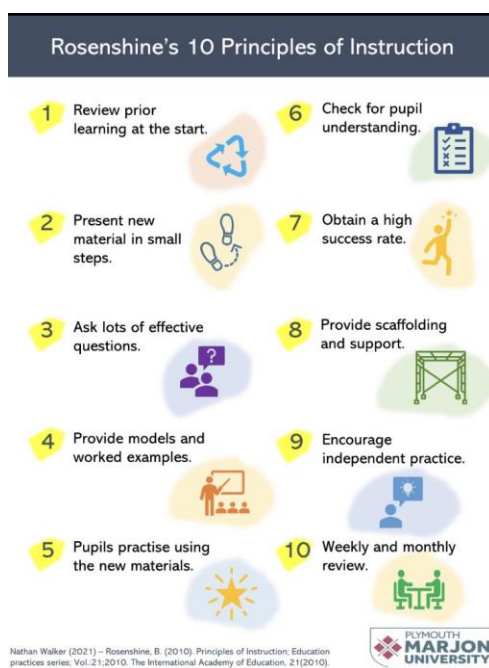 Rosenshine's 10 Principles of Instruction
1
Review prior
learning at the start.
2
Present new
material in small
steps.
3
Ask lots of effective
questions.
?
4
Provide models and
worked examples.
5
Pupils practise using
the new materials.
6
Check for pupil
understanding.
7
Obtain a high
success rate.
8
Provide scaffolding
and support.
9
Encourage
independent practice.
10
Weekly and monthly
review.
Nathan Walker (2021) – Rosenshine, B. (2010). Principles of Instruction; Education
practices series; Vol.:21;2010. The International Academy of Education, 21(2010).
PLYMOUTH
MARJON
UNIVERSITY